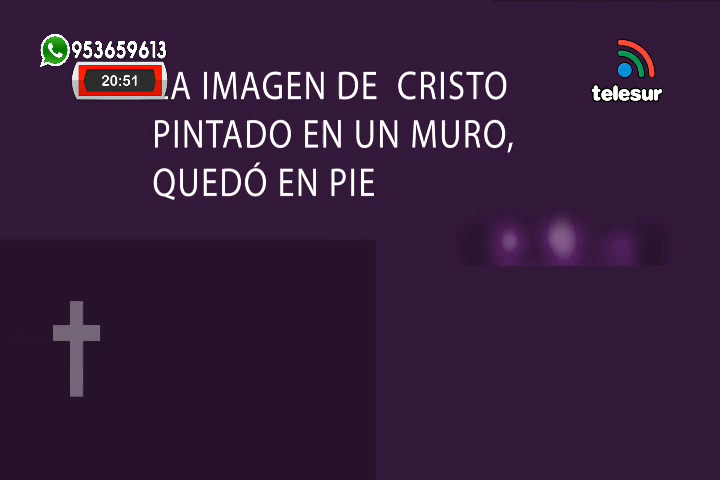 953659613
20:51
LA IMAGEN DE CRISTO
PINTADO EN UN MURO,
QUEDÓ EN PIE
telesur